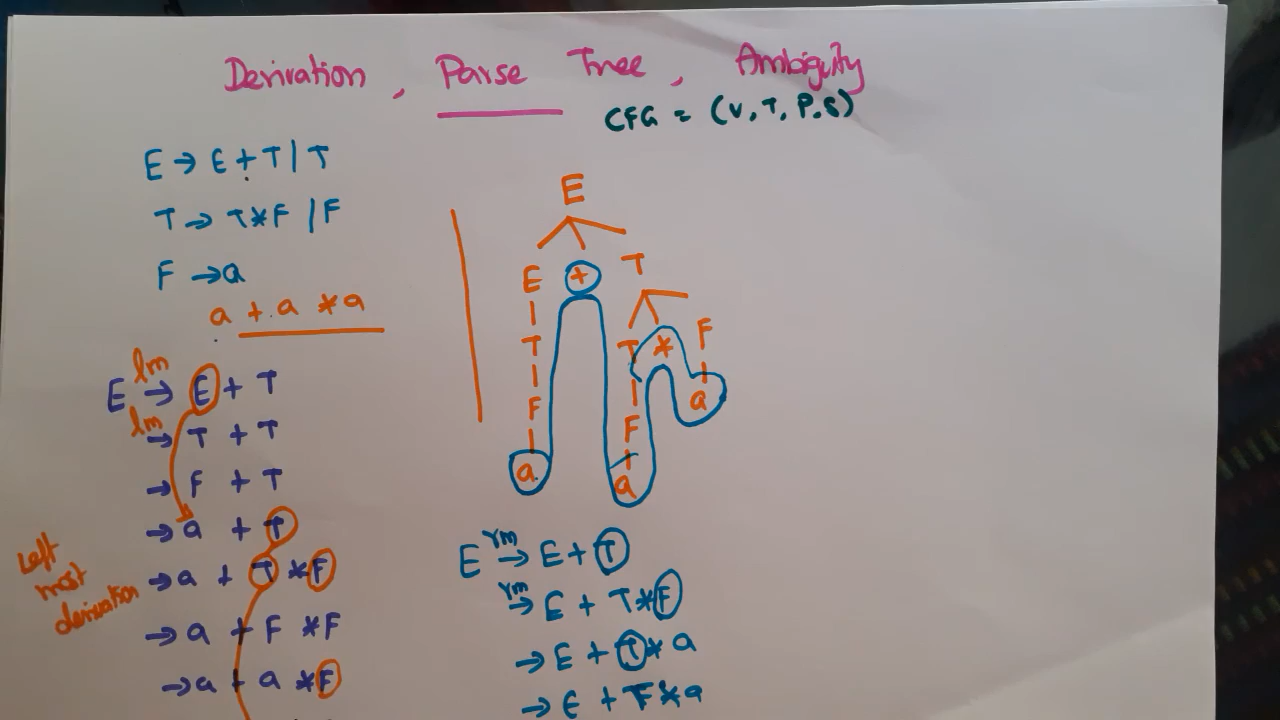 Derivation, Parse Tree, Ambiguity
CFG = (V, T, P, S)
E → E + T | T
T → T * F | F
F → a
a + a * a
E lm → E + T
lm → T + T
→ F + T
→ a + T
→ a + T * F
→ a + F * F
→ a + a * F
Left
most
derivation
E
E + T
T T * F
F F a
a a
E rm → E + T
rm → E + T * F
→ E + T * a
→ E + F * a